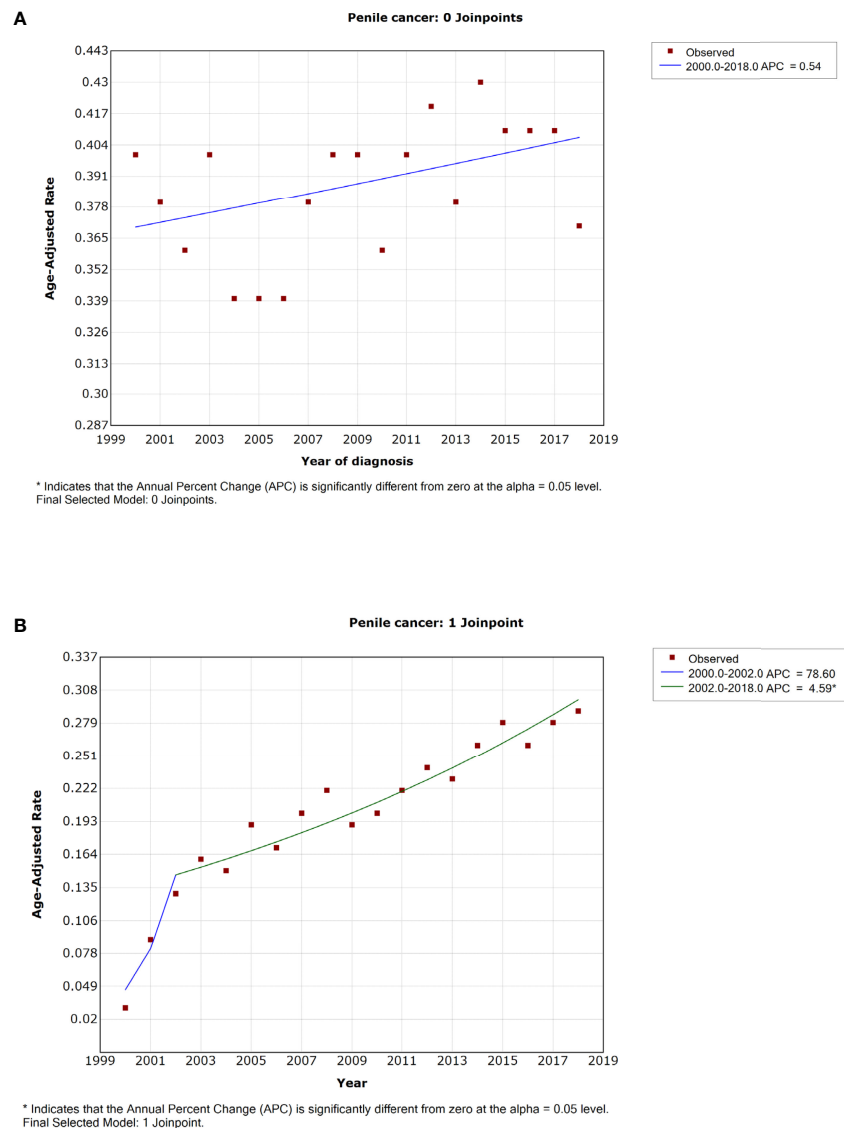 A
Penile cancer: 0 Joinpoints
0.443
0.43
0.417
0.404
0.391
0.378
0.365
0.352
0.339
0.326
0.313
0.30
0.287
Age-Adjusted Rate
1999 2001 2003 2005 2007 2009 2011 2013 2015 2017 2019
Year of diagnosis
Observed
2000.0-2018.0 APC = 0.54
* Indicates that the Annual Percent Change (APC) is significantly different from zero at the alpha = 0.05 level.
Final Selected Model: 0 Joinpoints.
B
Penile cancer: 1 Joinpoint
0.337
0.308
0.279
0.251
0.222
0.193
0.164
0.135
0.106
0.078
0.049
0.02
Age-Adjusted Rate
1999 2001 2003 2005 2007 2009 2011 2013 2015 2017 2019
Year
Observed
2000.0-2002.0 APC = 78.60
2002.0-2018.0 APC = 4.59*
* Indicates that the Annual Percent Change (APC) is significantly different from zero at the alpha = 0.05 level.
Final Selected Model: 1 Joinpoint.